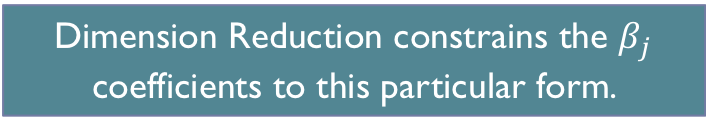 Dimension Reduction constrains the βⱼ
coefficients to this particular form.